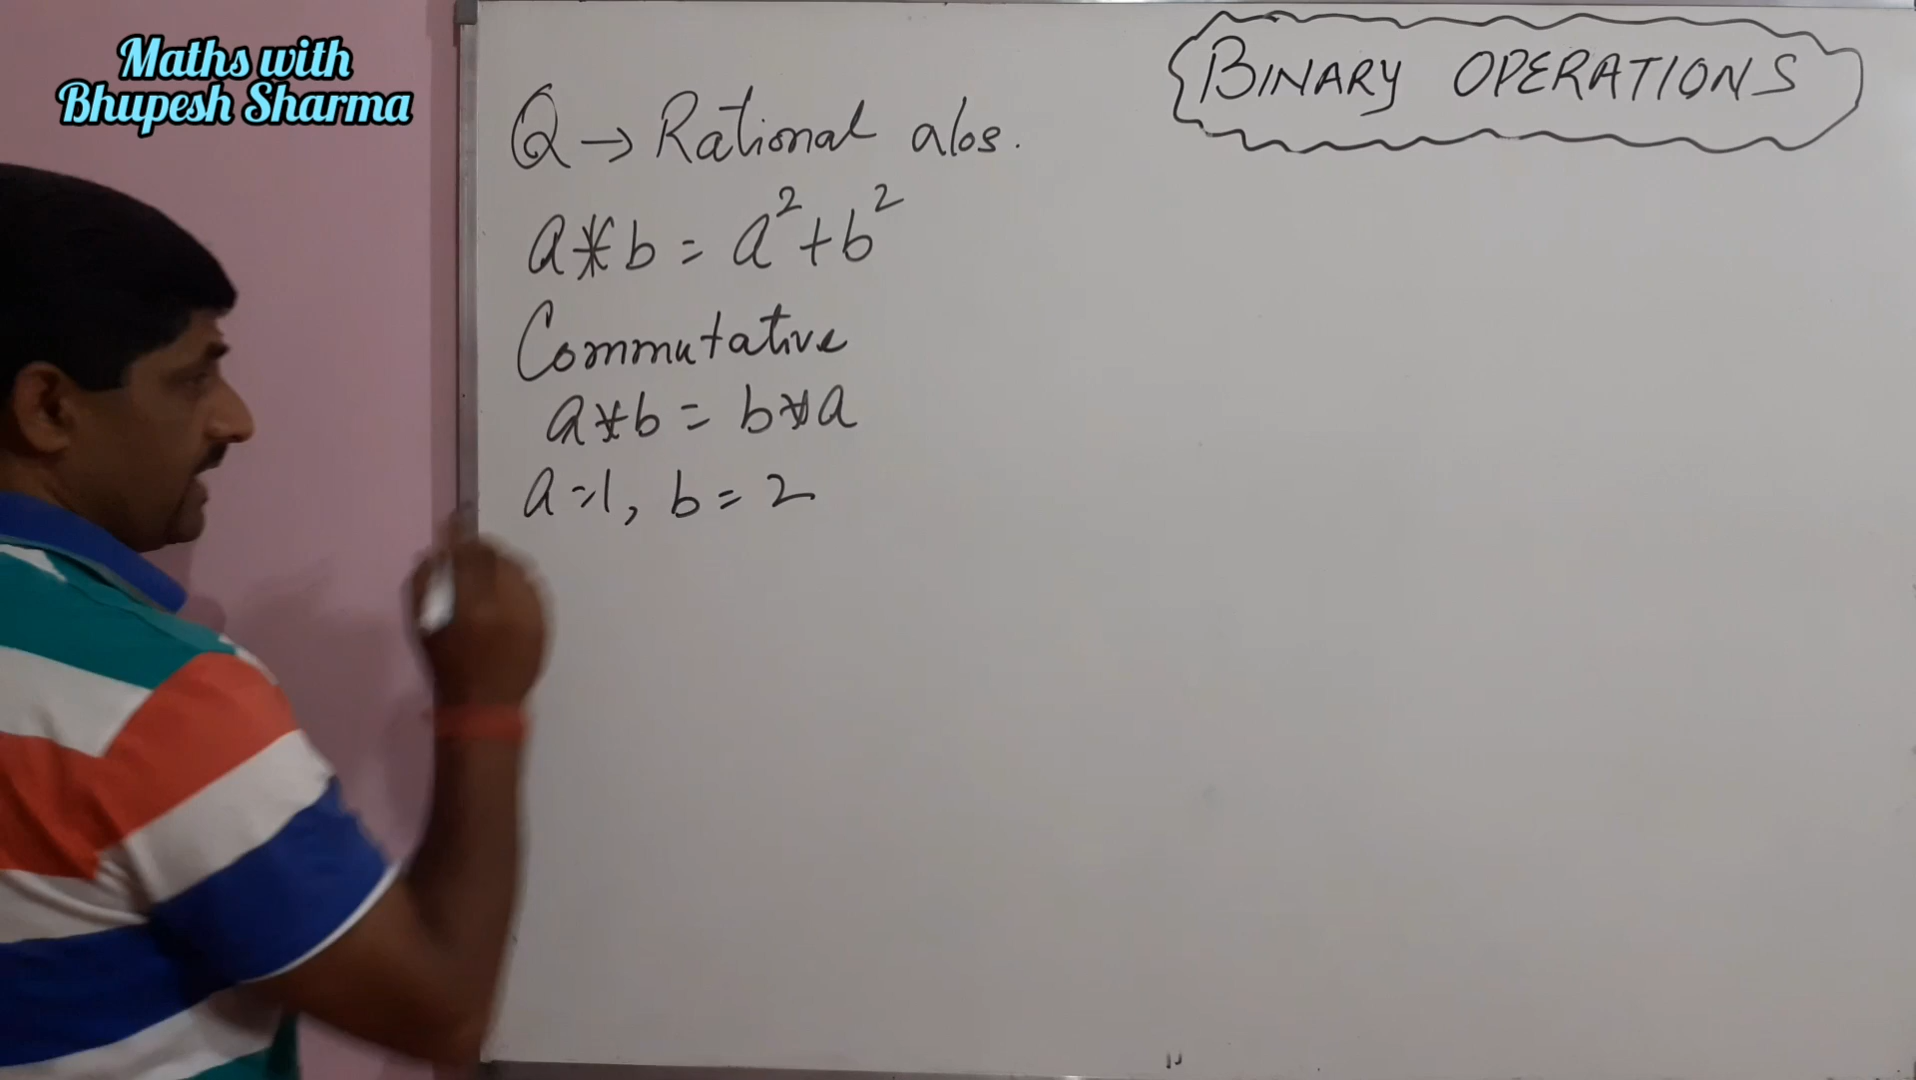 Maths with
Bhupesh Sharma
BINARY OPERATIONS
Q → Rational nos.
a * b = a² + b²
Commutative
a * b = b * a
a = 1, b = 2